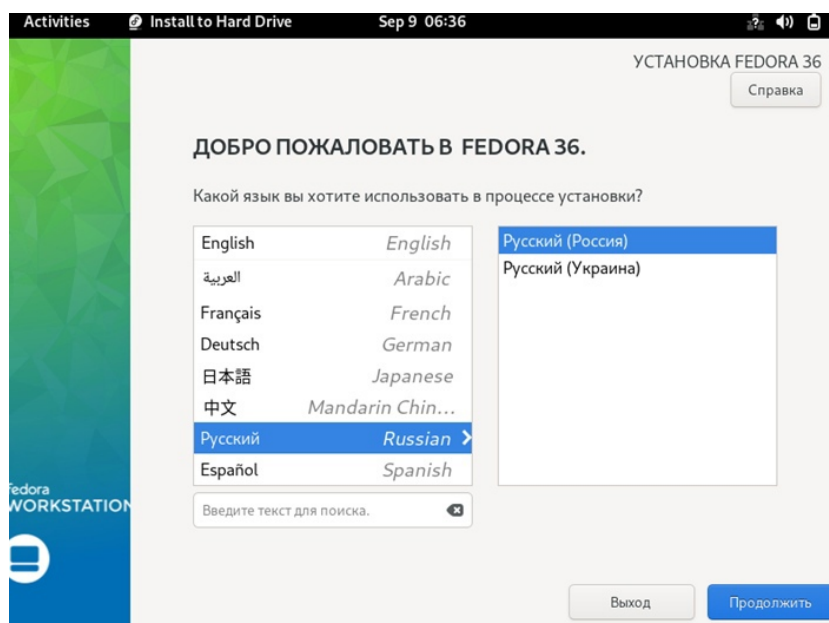 Activities Install to Hard Drive Sep 9 06:36
УСТАНОВКА FEDORA 36
Справка
ДОБРО ПОЖАЛОВАТЬ В FEDORA 36.
Какой язык вы хотите использовать в процессе установки?
English English
العربية Arabic
Français French
Deutsch German
日本語 Japanese
中文 Mandarin Chin...
Русский Russian
Español Spanish
Русский (Россия)
Русский (Украина)
Введите текст для поиска.
fedora
WORKSTATION
Выход Продолжить